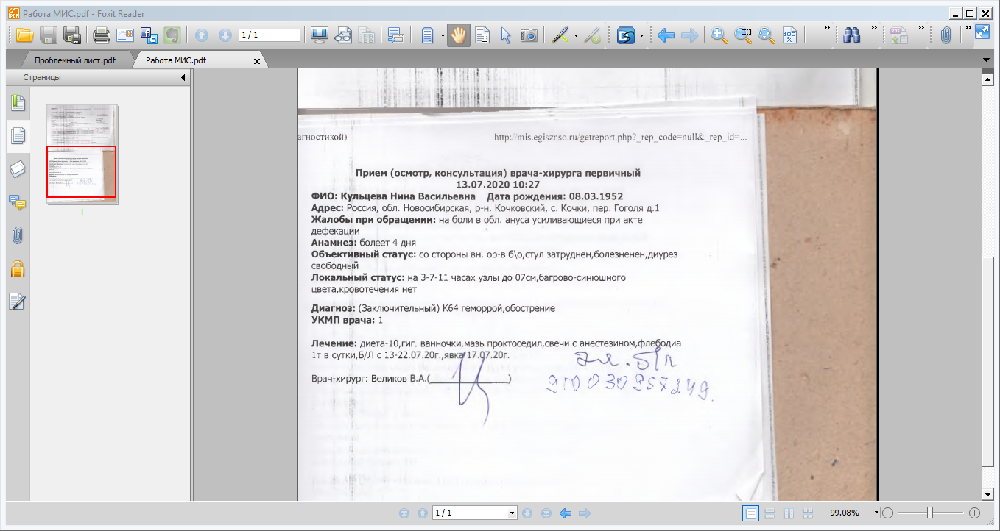 Работа МИС.pdf - Foxit Reader
1 / 1
Проблемный лист.pdf
Работа МИС.pdf
Страницы
1
агностикой)
http://mis.egisznso.ru/getreport.php?_rep_code=null&_rep_id=...
Прием (осмотр, консультация) врача-хирурга первичный
13.07.2020 10:27
ФИО: Кульцева Нина Васильевна Дата рождения: 08.03.1952
Адрес: Россия, обл. Новосибирская, р-н. Кочковский, с. Кочки, пер. Гоголя д.1
Жалобы при обращении: на боли в обл. ануса усиливающиеся при акте
дефекации
Анамнез: болеет 4 дня
Объективный статус: со стороны вн. ор-в б\о,стул затруднен,болезненен,диурез
свободный
Локальный статус: на 3-7-11 часах узлы до 07см,багрово-синюшного
цвета,кровотечения нет
Диагноз: (Заключительный) К64 геморрой,обострение
УКМП врача: 1
Лечение: диета-10,гиг. ванночки,мазь проктоседил,свечи с анестезином,флебодиа
1т в сутки,Б/Л с 13-22.07.20г.,явка 17.07.20г.
эл. б/л
Врач-хирург: Великов В.А.(________________)
910030957249.
1 / 1
99.08%